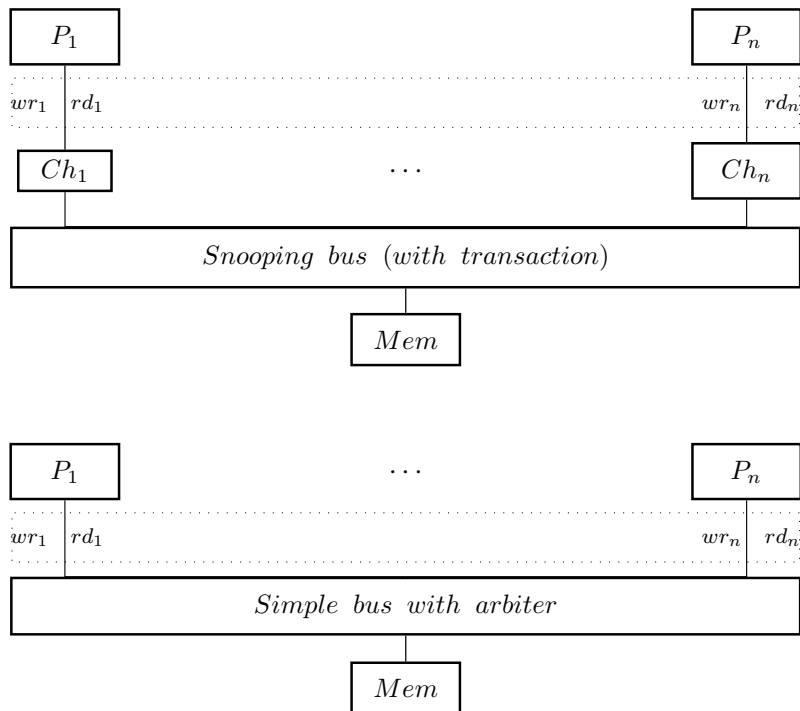 P₁ Pₙ
wr₁ rd₁ wrₙ rdₙ
Ch₁ ··· Chₙ
Snooping bus (with transaction)
Mem
P₁ ··· Pₙ
wr₁ rd₁ wrₙ rdₙ
Simple bus with arbiter
Mem